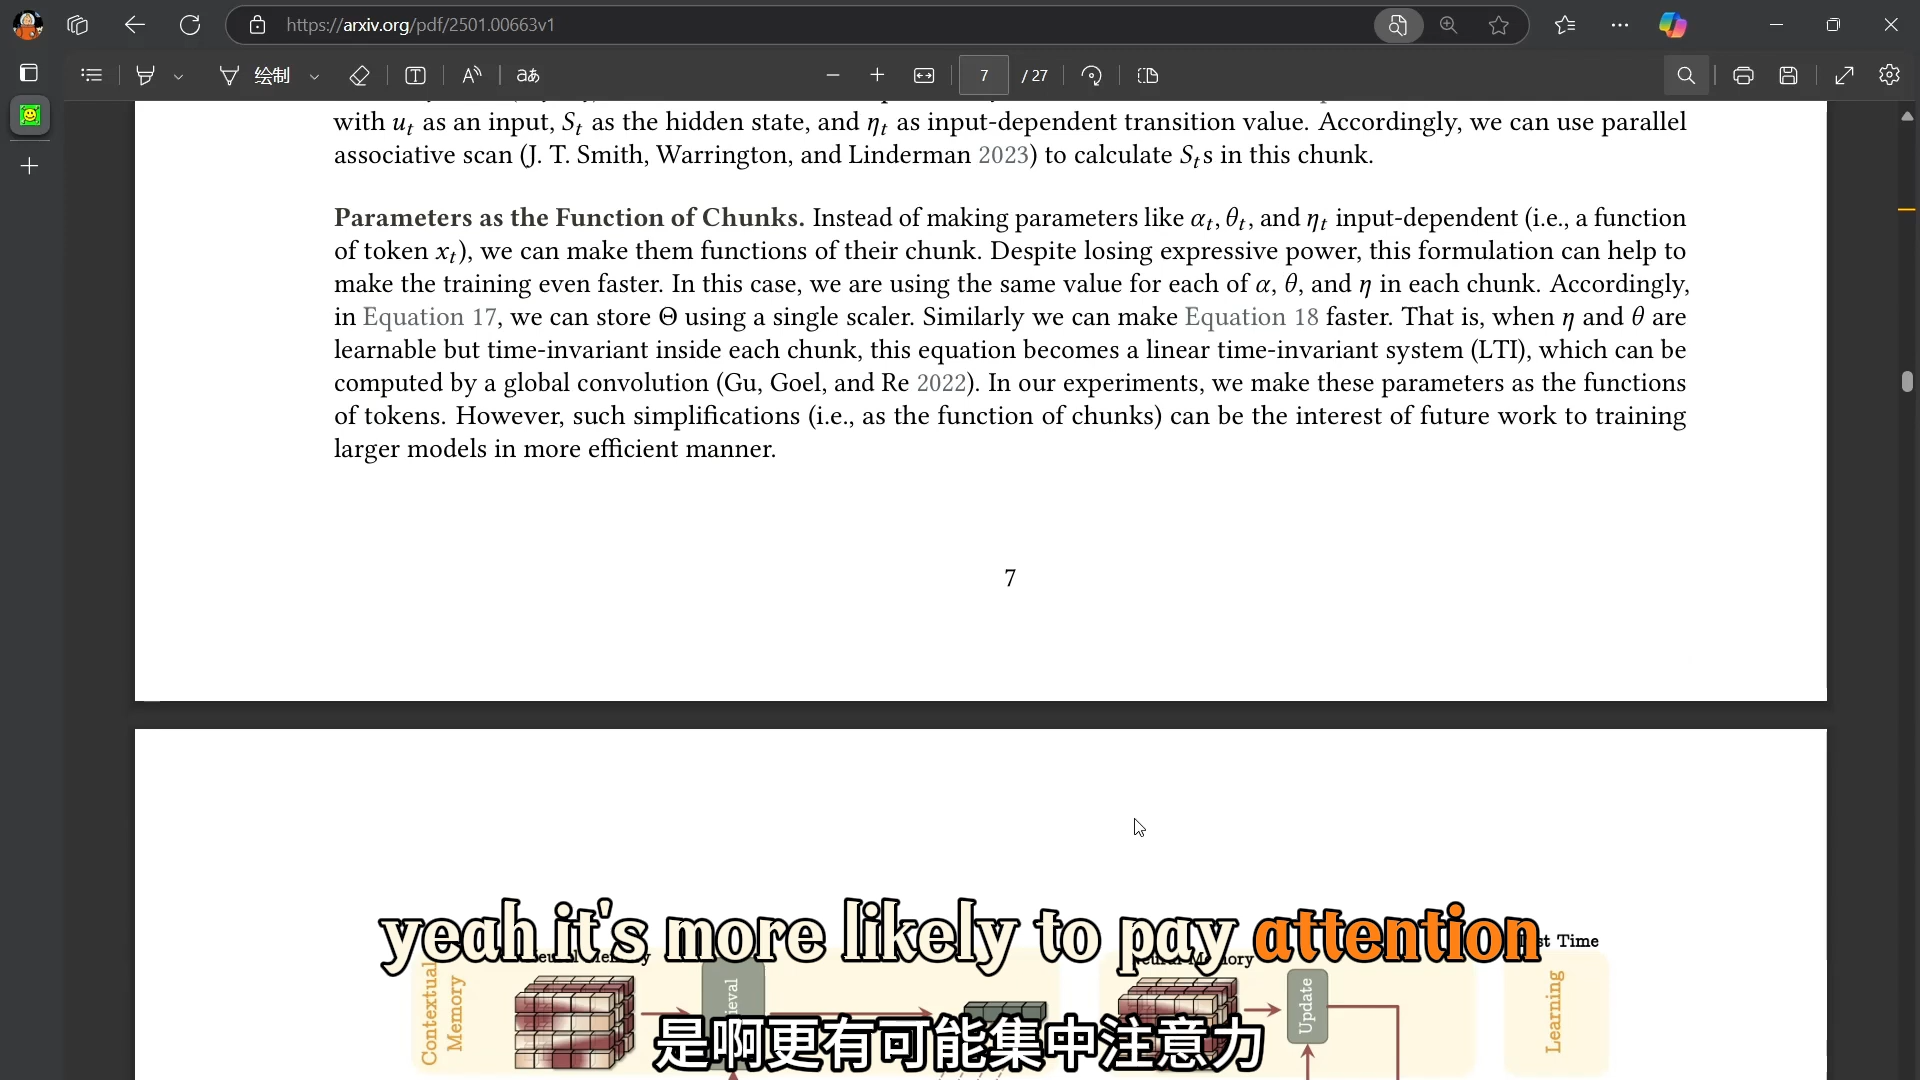 https://arxiv.org/pdf/2501.00663v1
绘制
7 / 27
with uₜ as an input, Sₜ as the hidden state, and ηₜ as input-dependent transition value. Accordingly, we can use parallel
associative scan (J. T. Smith, Warrington, and Linderman 2023) to calculate Sₜs in this chunk.
Parameters as the Function of Chunks. Instead of making parameters like αₜ, θₜ, and ηₜ input-dependent (i.e., a function
of token xₜ), we can make them functions of their chunk. Despite losing expressive power, this formulation can help to
make the training even faster. In this case, we are using the same value for each of α, θ, and η in each chunk. Accordingly,
in Equation 17, we can store Θ using a single scaler. Similarly we can make Equation 18 faster. That is, when η and θ are
learnable but time-invariant inside each chunk, this equation becomes a linear time-invariant system (LTI), which can be
computed by a global convolution (Gu, Goel, and Re 2022). In our experiments, we make these parameters as the functions
of tokens. However, such simplifications (i.e., as the function of chunks) can be the interest of future work to training
larger models in more efficient manner.
7
yeah it's more likely to pay attention
Time
Contextual
Memory
Update
Learning
是啊更有可能集中注意力